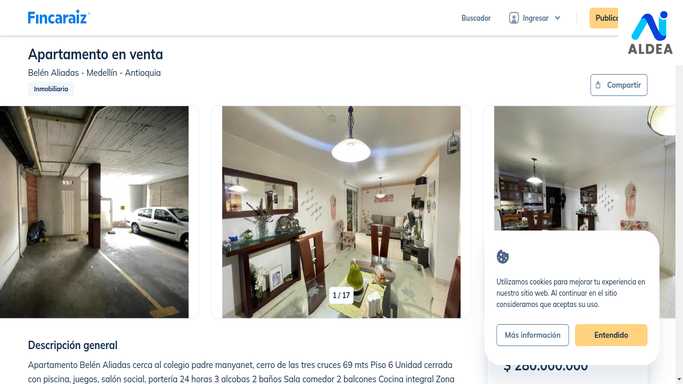 Fincaraiz
Buscador
Ingresar
Public
ALDEA
Apartamento en venta
Belén Aliadas - Medellín - Antioquia
Inmobiliario
Compartir
1 / 17
Utilizamos cookies para mejorar tu experiencia en
nuestro sitio web. Al continuar en el sitio
consideramos que aceptas su uso.
Más información
Entendido
$ 280.000.000
Descripción general
Apartamento Belén Aliadas cerca al colegio padre manyanet, cerro de las tres cruces 69 mts Piso 6 Unidad cerrada
con piscina, juegos, salón social, portería 24 horas 3 alcobas 2 baños Sala comedor 2 balcones Cocina integral Zona